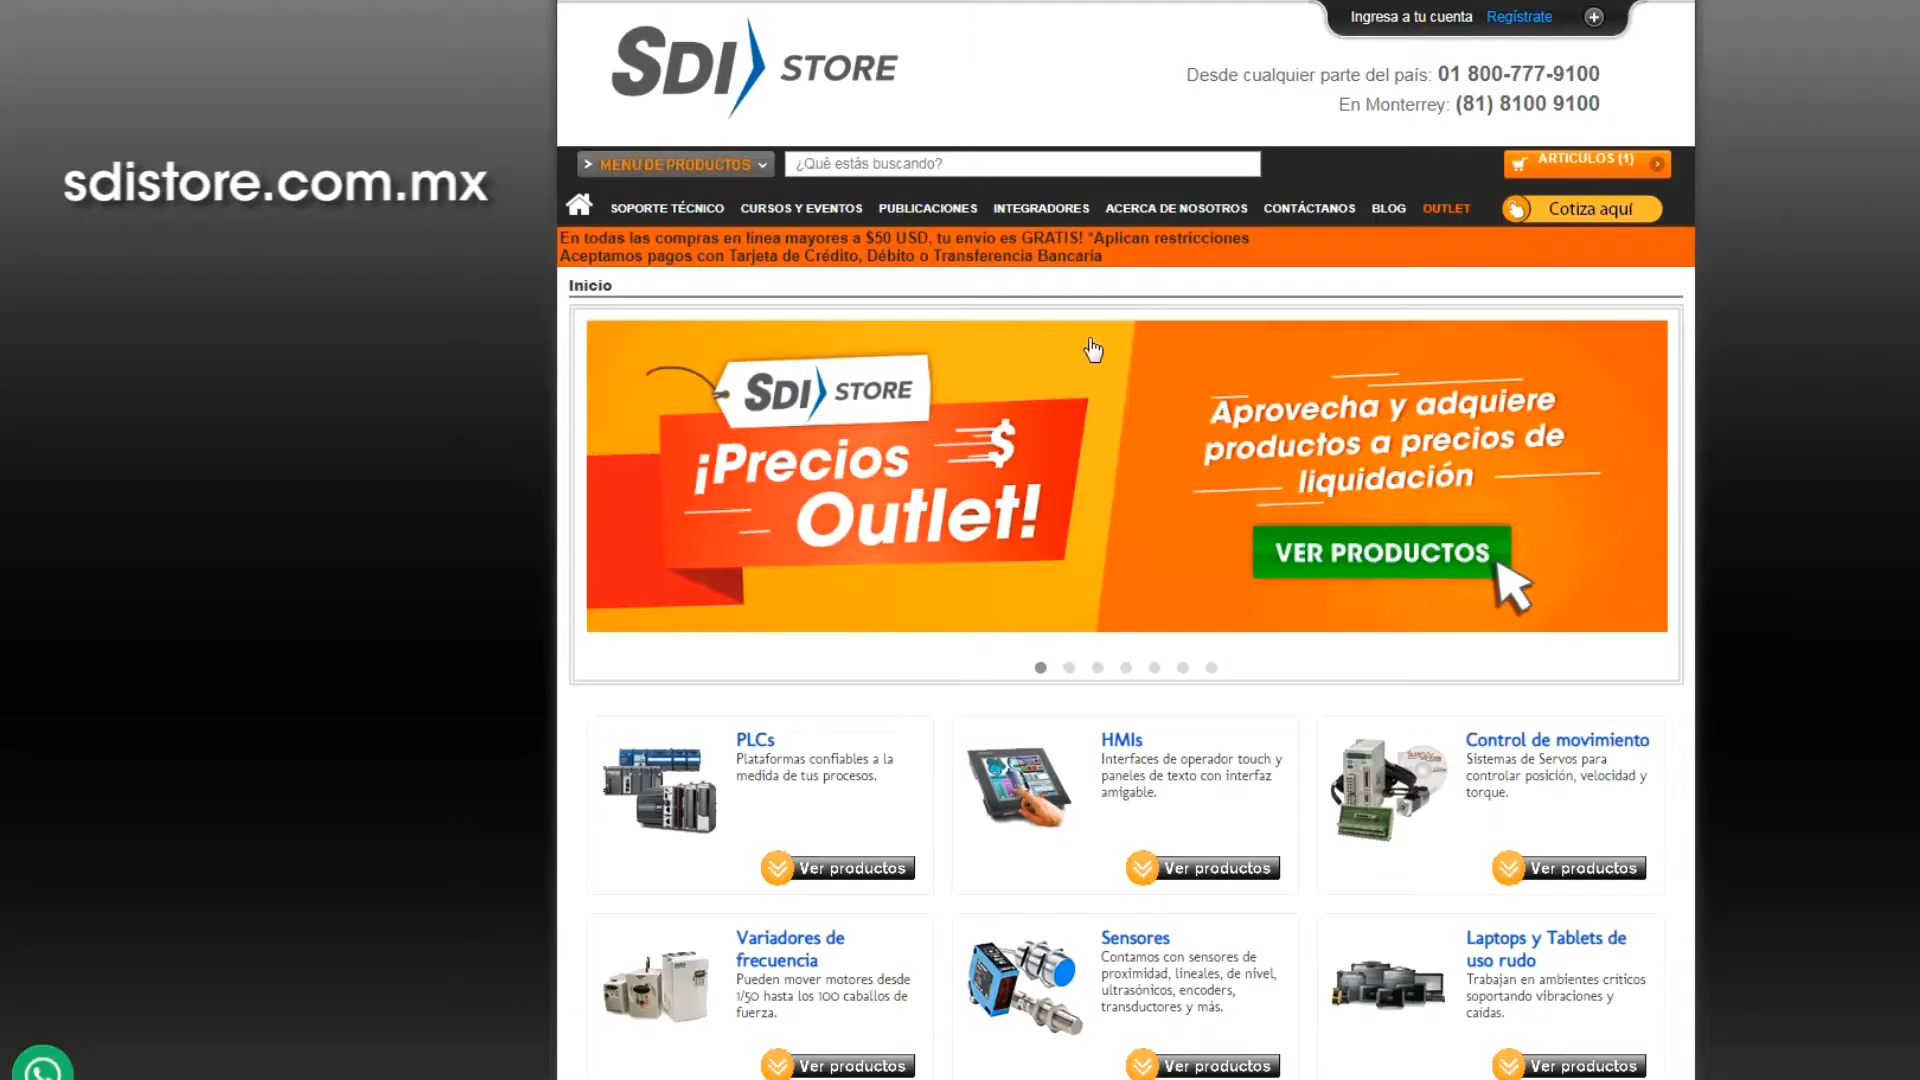 Ingresa a tu cuenta Regístrate
SDI STORE
Desde cualquier parte del país: 01 800-777-9100
En Monterrey: (81) 8100 9100
sdistore.com.mx
> MENU DE PRODUCTOS
¿Qué estás buscando?
ARTICULOS (1)
SOPORTE TÉCNICO CURSOS Y EVENTOS PUBLICACIONES INTEGRADORES ACERCA DE NOSOTROS CONTÁCTANOS BLOG OUTLET
Cotiza aquí
En todas las compras en línea mayores a $50 USD, tu envío es GRATIS! *Aplican restricciones
Aceptamos pagos con Tarjeta de Crédito, Débito o Transferencia Bancaria
Inicio
SDI STORE
¡Precios $
Outlet!
Aprovecha y adquiere
productos a precios de
liquidación
VER PRODUCTOS
PLCs
Plataformas confiables a la
medida de tus procesos.
Ver productos
HMIs
Interfaces de operador touch y
paneles de texto con interfaz
amigable.
Ver productos
Control de movimiento
Sistemas de Servos para
controlar posición, velocidad y
torque.
Ver productos
Variadores de
frecuencia
Pueden mover motores desde
1/50 hasta los 100 caballos de
fuerza.
Ver productos
Sensores
Contamos con sensores de
proximidad, lineales, de nivel,
ultrasónicos, encoders,
transductores y más.
Ver productos
Laptops y Tablets de
uso rudo
Trabajan en ambientes críticos
soportando vibraciones y
caídas.
Ver productos